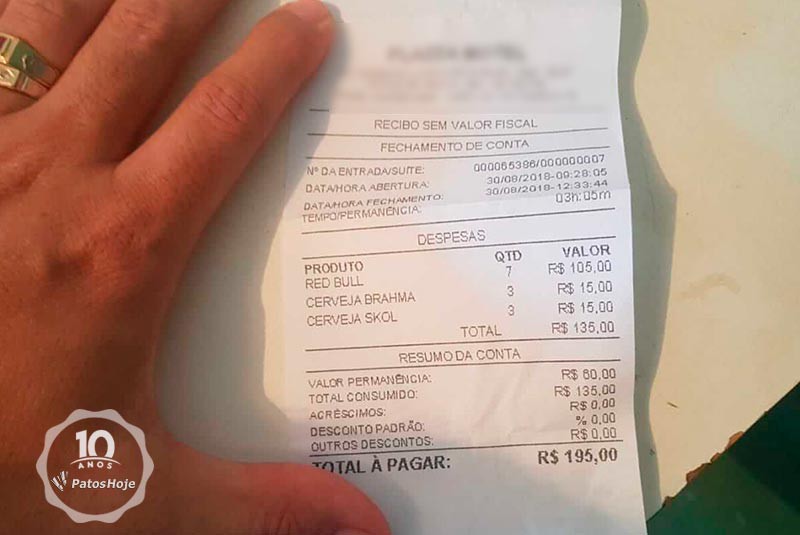 RECIBO SEM VALOR FISCAL
FECHAMENTO DE CONTA
Nº DA ENTRADA/SUÍTE: 000065386/000000007
DATA/HORA ABERTURA: 30/08/2018-09:28:05
DATA/HORA FECHAMENTO: 30/08/2018-12:33:44
TEMPO/PERMANÊNCIA: 03h:05m
DESPESAS
PRODUTO QTD VALOR
RED BULL 7 R$ 105,00
CERVEJA BRAHMA 3 R$ 15,00
CERVEJA SKOL 3 R$ 15,00
TOTAL R$ 135,00
RESUMO DA CONTA
VALOR PERMANÊNCIA: R$ 60,00
TOTAL CONSUMIDO: R$ 135,00
ACRÉSCIMOS: R$ 0,00
DESCONTO PADRÃO: % 0,00
OUTROS DESCONTOS: R$ 0,00
TOTAL À PAGAR: R$ 195,00
10
ANOS
PatosHoje